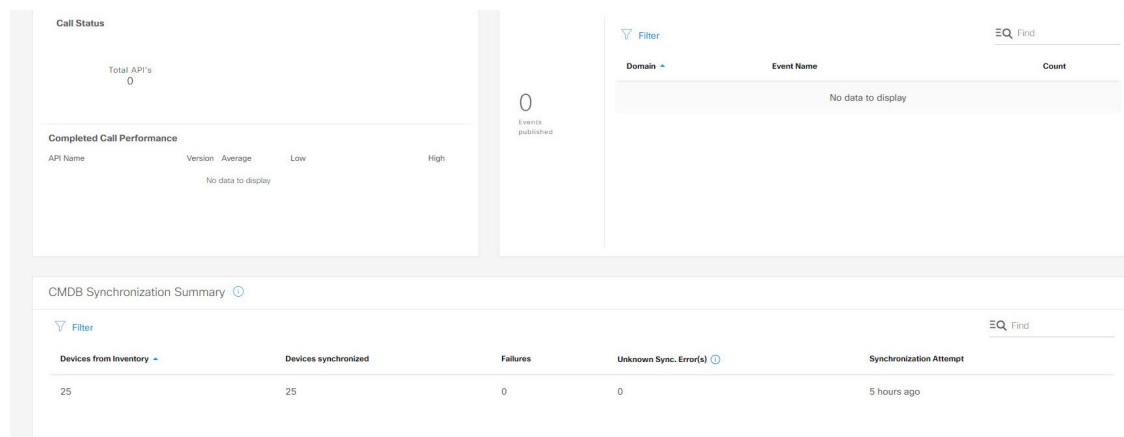 Call Status
Total API's
0
Completed Call Performance
API Name Version Average Low High
No data to display
0
Events
published
Filter Find
Domain Event Name Count
No data to display
CMDB Synchronization Summary
Filter Find
Devices from Inventory Devices synchronized Failures Unknown Sync. Error(s) Synchronization Attempt
25 25 0 0 5 hours ago